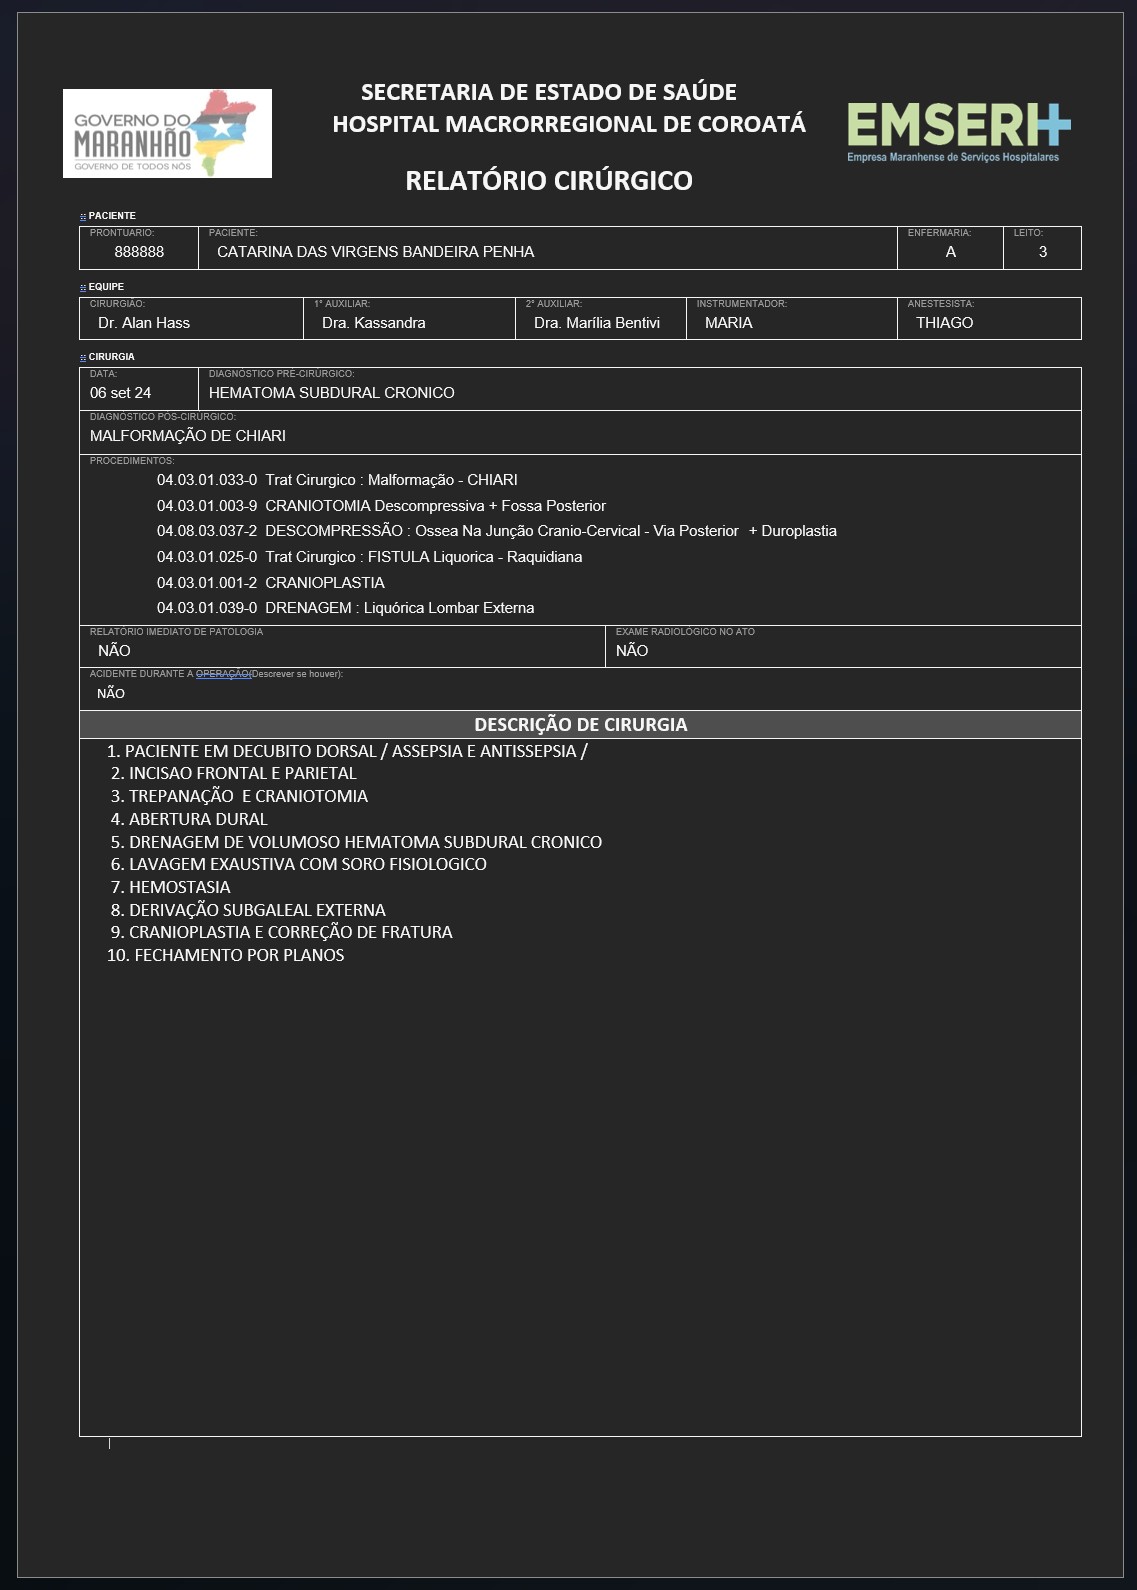 GOVERNO DO
MARANHÃO
GOVERNO DE TODOS NÓS
SECRETARIA DE ESTADO DE SAÚDE
HOSPITAL MACRORREGIONAL DE COROATÁ
EMSERH
Empresa Maranhense de Serviços Hospitalares
RELATÓRIO CIRÚRGICO
PACIENTE
PRONTUARIO: PACIENTE: ENFERMARIA: LEITO:
888888 CATARINA DAS VIRGENS BANDEIRA PENHA A 3
EQUIPE
CIRURGIÃO: 1° AUXILIAR: 2° AUXILIAR: INSTRUMENTADOR: ANESTESISTA:
Dr. Alan Hass Dra. Kassandra Dra. Marília Bentivi MARIA THIAGO
CIRURGIA
DATA: DIAGNÓSTICO PRÉ-CIRÚRGICO:
06 set 24 HEMATOMA SUBDURAL CRONICO
DIAGNÓSTICO PÓS-CIRÚRGICO:
MALFORMAÇÃO DE CHIARI
PROCEDIMENTOS:
04.03.01.033-0 Trat Cirurgico : Malformação - CHIARI
04.03.01.003-9 CRANIOTOMIA Descompressiva + Fossa Posterior
04.08.03.037-2 DESCOMPRESSÃO : Ossea Na Junção Cranio-Cervical - Via Posterior + Duroplastia
04.03.01.025-0 Trat Cirurgico : FISTULA Liquorica - Raquidiana
04.03.01.001-2 CRANIOPLASTIA
04.03.01.039-0 DRENAGEM : Liquórica Lombar Externa
RELATÓRIO IMEDIATO DE PATOLOGIA EXAME RADIOLÓGICO NO ATO
NÃO NÃO
ACIDENTE DURANTE A OPERAÇÃO(Descrever se houver):
NÃO
DESCRIÇÃO DE CIRURGIA
1. PACIENTE EM DECUBITO DORSAL / ASSEPSIA E ANTISSEPSIA /
2. INCISAO FRONTAL E PARIETAL
3. TREPANAÇÃO E CRANIOTOMIA
4. ABERTURA DURAL
5. DRENAGEM DE VOLUMOSO HEMATOMA SUBDURAL CRONICO
6. LAVAGEM EXAUSTIVA COM SORO FISIOLOGICO
7. HEMOSTASIA
8. DERIVAÇÃO SUBGALEAL EXTERNA
9. CRANIOPLASTIA E CORREÇÃO DE FRATURA
10. FECHAMENTO POR PLANOS